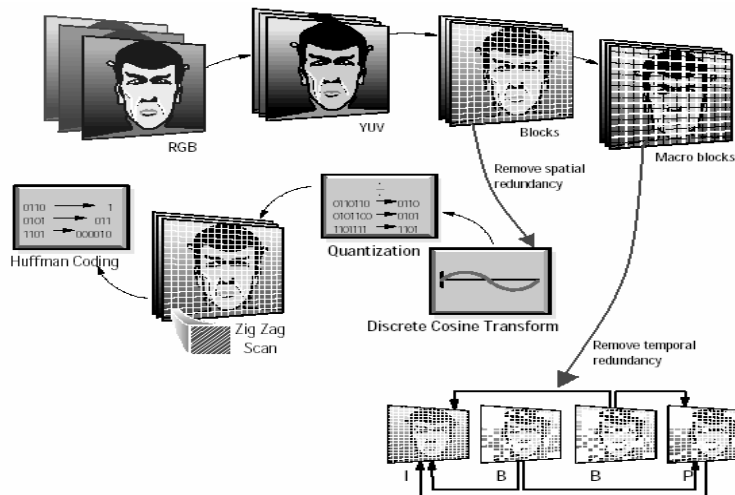 RGB
YUV
Blocks
Macro blocks
Remove spatial
redundancy
0110110 0110
0101100 0101
1101111 1101
Quantization
0110 1
0101 011
1101 000010
Huffman Coding
Discrete Cosine Transform
Zig Zag
Scan
Remove temporal
redundancy
I B B P